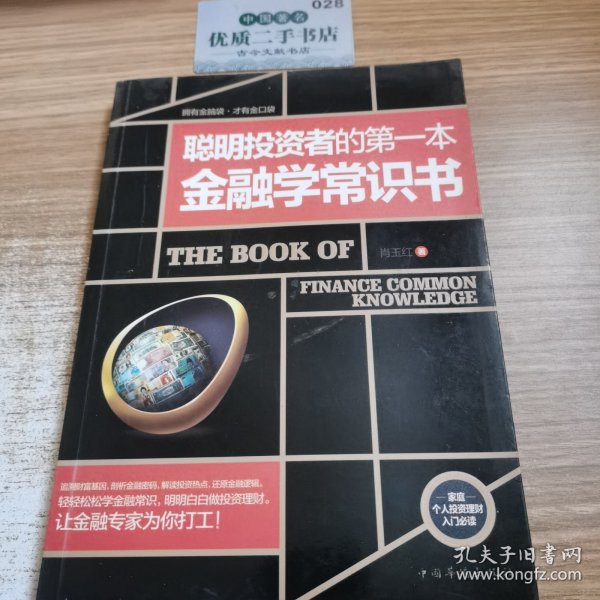 028
中国著名
优质二手书店
古今文献书店
拥有金脑袋·才有金口袋
聪明投资者的第一本
金融学常识书
THE BOOK OF
肖玉红 著
FINANCE COMMON
KNOWLEDGE
追溯财富基因、剖析金融密码，解读投资热点、还原金融逻辑。
轻轻松松学金融常识，明明白白做投资理财。
让金融专家为你打工！
家庭
个人投资理财
入门必读
中国华
孔夫子旧书网
www.kongfz.com